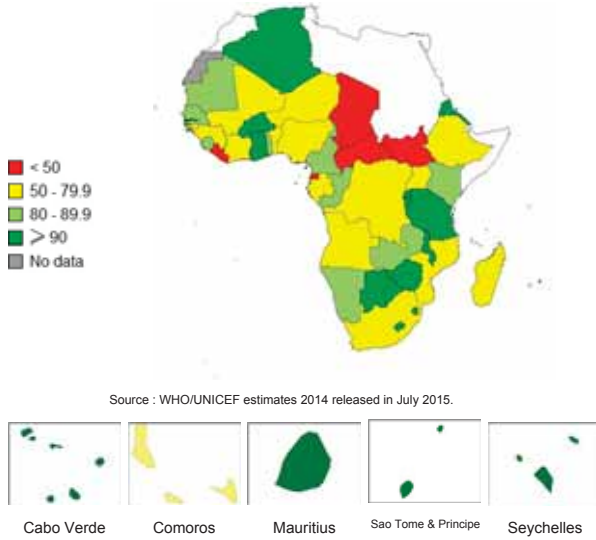 < 50
50 - 79.9
80 - 89.9
⩾ 90
No data
Source : WHO/UNICEF estimates 2014 released in July 2015.
Cabo Verde
Comoros
Mauritius
Sao Tome & Principe
Seychelles